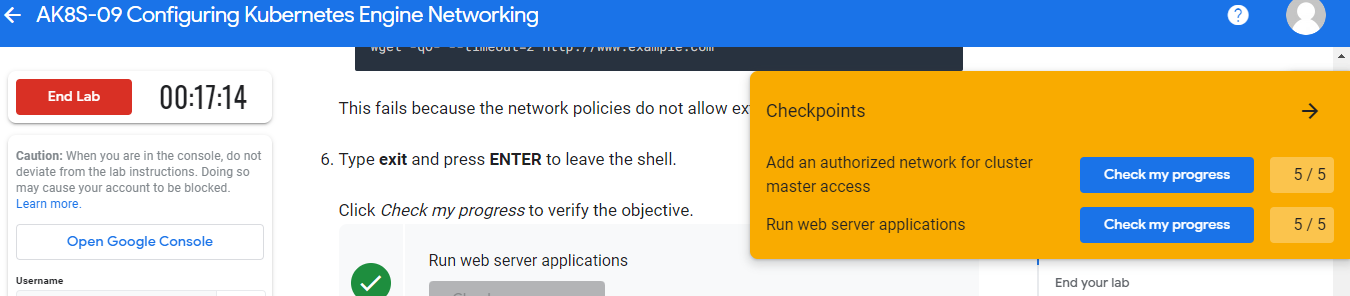 AK8S-09 Configuring Kubernetes Engine Networking
?
wget -qO- --timeout=2 http://www.example.com
End Lab
00:17:14
This fails because the network policies do not allow ex
Checkpoints
Caution: When you are in the console, do not
deviate from the lab instructions. Doing so
may cause your account to be blocked.
Learn more.
6. Type exit and press ENTER to leave the shell.
Add an authorized network for cluster
master access
Check my progress
5 / 5
Click Check my progress to verify the objective.
Run web server applications
Check my progress
5 / 5
Open Google Console
Run web server applications
Username
End your lab